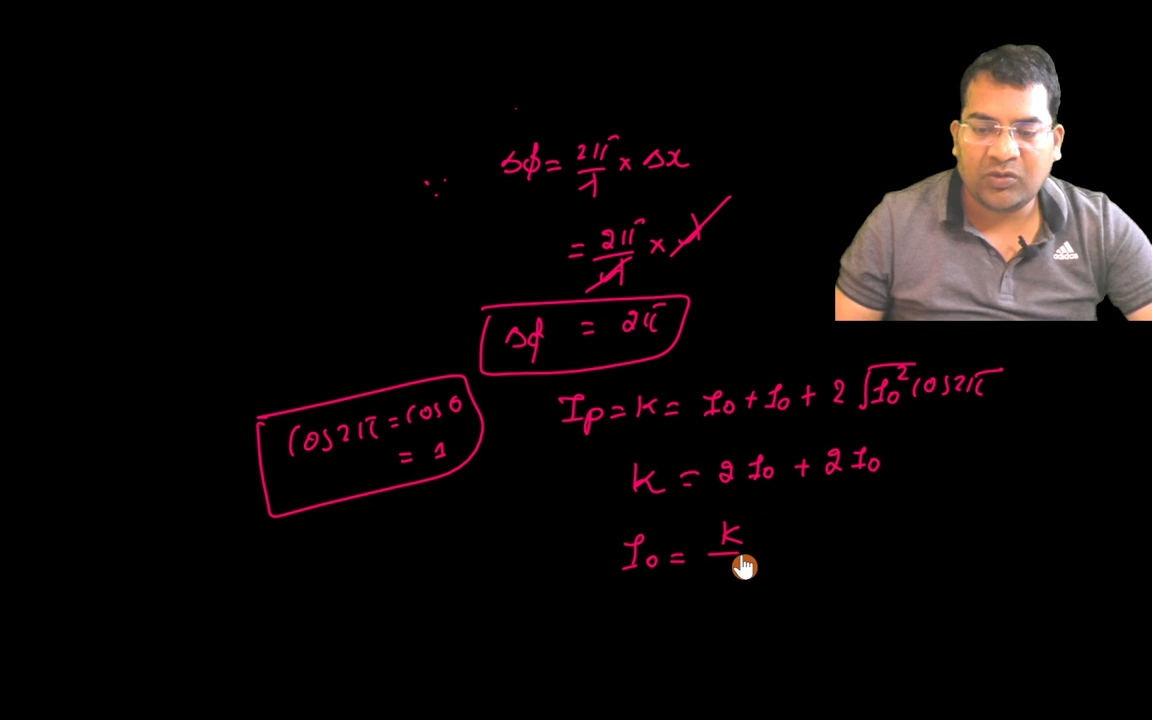 ∵ Δϕ = 2π/λ × Δx
= 2π/λ × λ
Δϕ = 2π
Ip = K = I₀ + I₀ + 2√I₀² cos2π
cos2π = cos0
= 1
K = 2I₀ + 2I₀
I₀ = K/
adidas